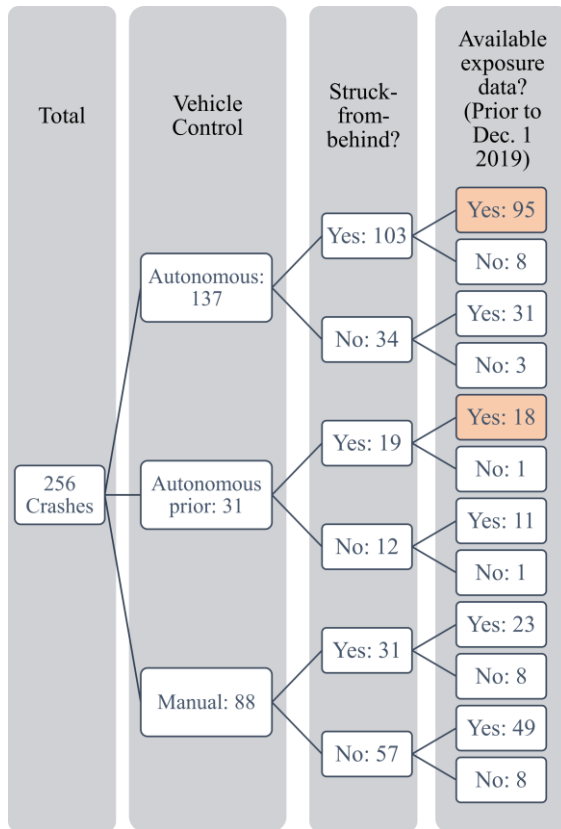 Total
Vehicle
Control
Struck-
from-
behind?
Available
exposure
data?
(Prior to
Dec. 1
2019)
256
Crashes
Autonomous:
137
Yes: 103
Yes: 95
No: 8
No: 34
Yes: 31
No: 3
Autonomous
prior: 31
Yes: 19
Yes: 18
No: 1
No: 12
Yes: 11
No: 1
Manual: 88
Yes: 31
Yes: 23
No: 8
No: 57
Yes: 49
No: 8